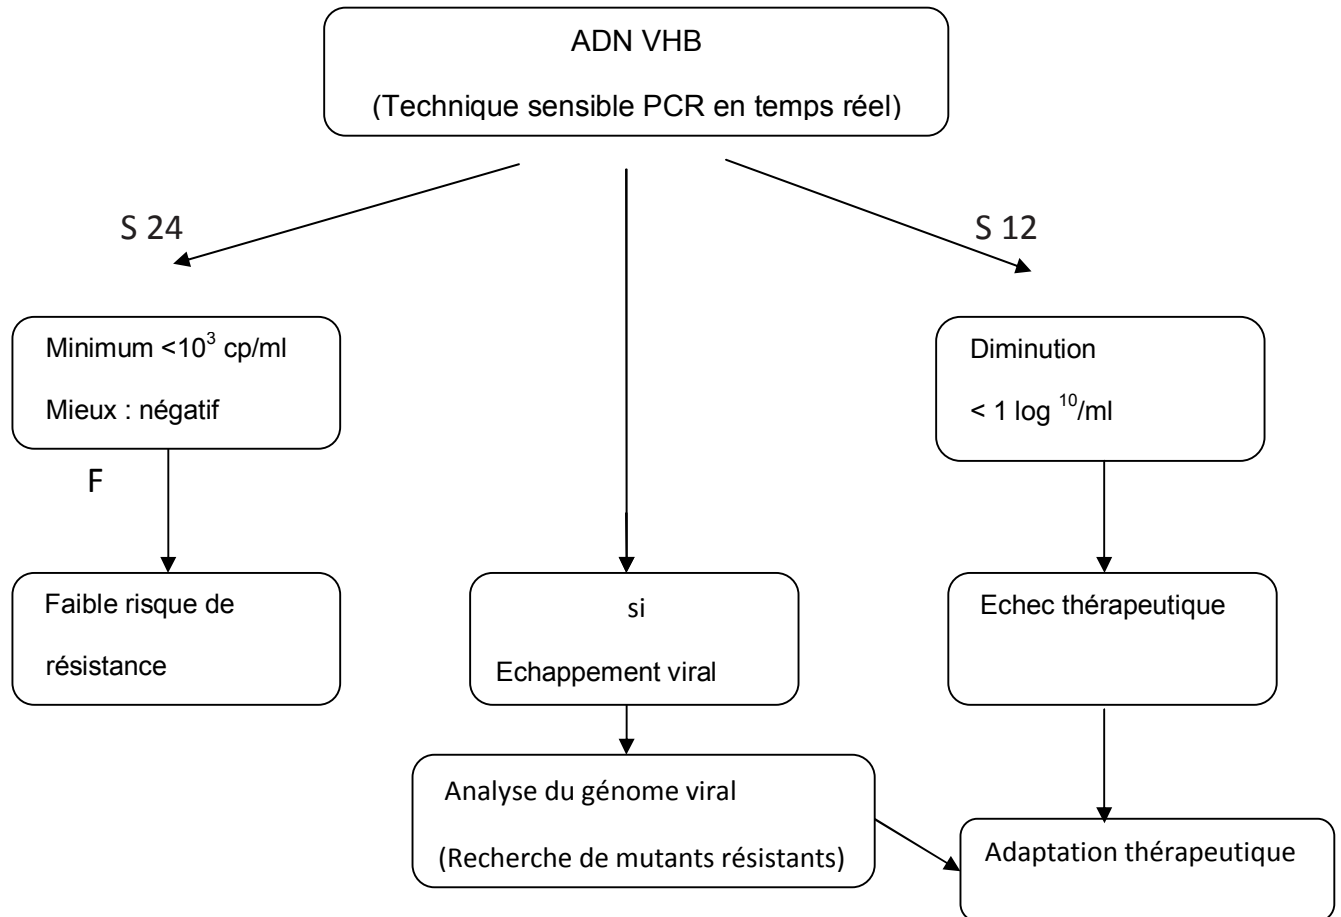 ADN VHB
(Technique sensible PCR en temps réel)
S 24
S 12
Minimum <10³ cp/ml
Mieux : négatif
Diminution
< 1 log ¹⁰/ml
F
Faible risque de
résistance
si
Echappement viral
Echec thérapeutique
Analyse du génome viral
(Recherche de mutants résistants)
Adaptation thérapeutique